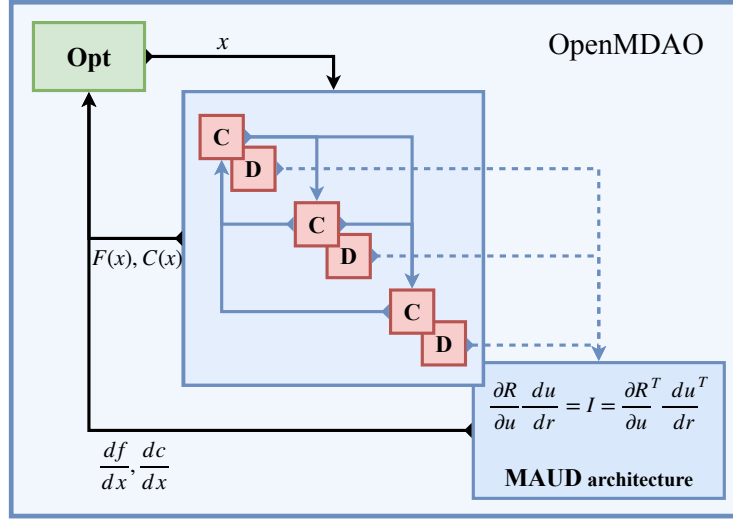 OpenMDAO
Opt
x
C
D
C
D
F(x), C(x)
C
D
∂R/∂u du/dr = I = ∂R/∂u^T du/dr^T
df/dx, dc/dx
MAUD architecture